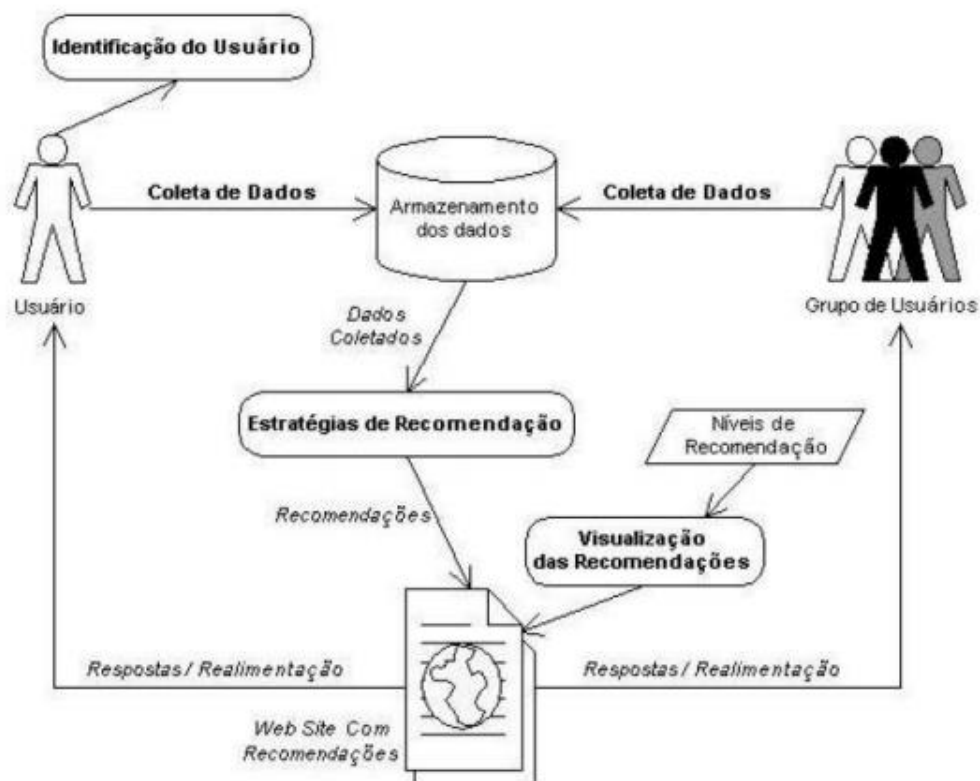 Identificação do Usuário
Coleta de Dados
Armazenamento
dos dados
Coleta de Dados
Usuário
Grupo de Usuários
Dados
Coletados
Estratégias de Recomendação
Níveis de
Recomendação
Recomendações
Visualização
das Recomendações
Respostas / Realimentação
Respostas / Realimentação
Web Site Com
Recomendações